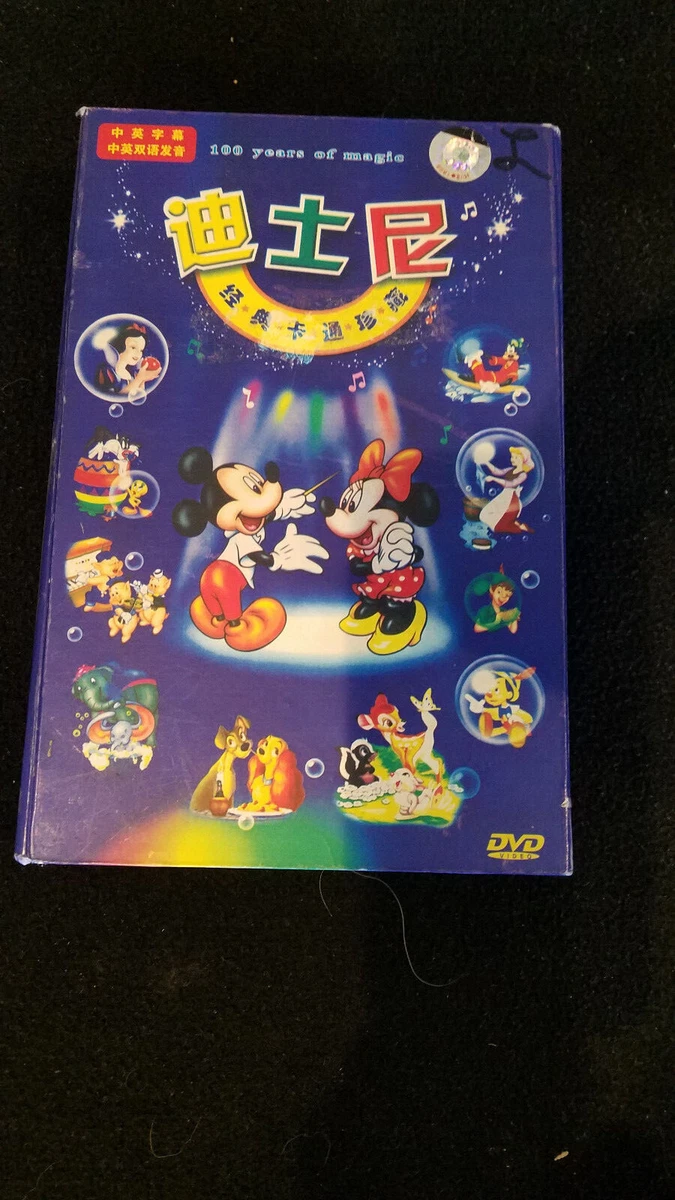 中英字幕
中英双语发音
100 years of magic
迪士尼
经典卡通珍藏
DVD
VIDEO